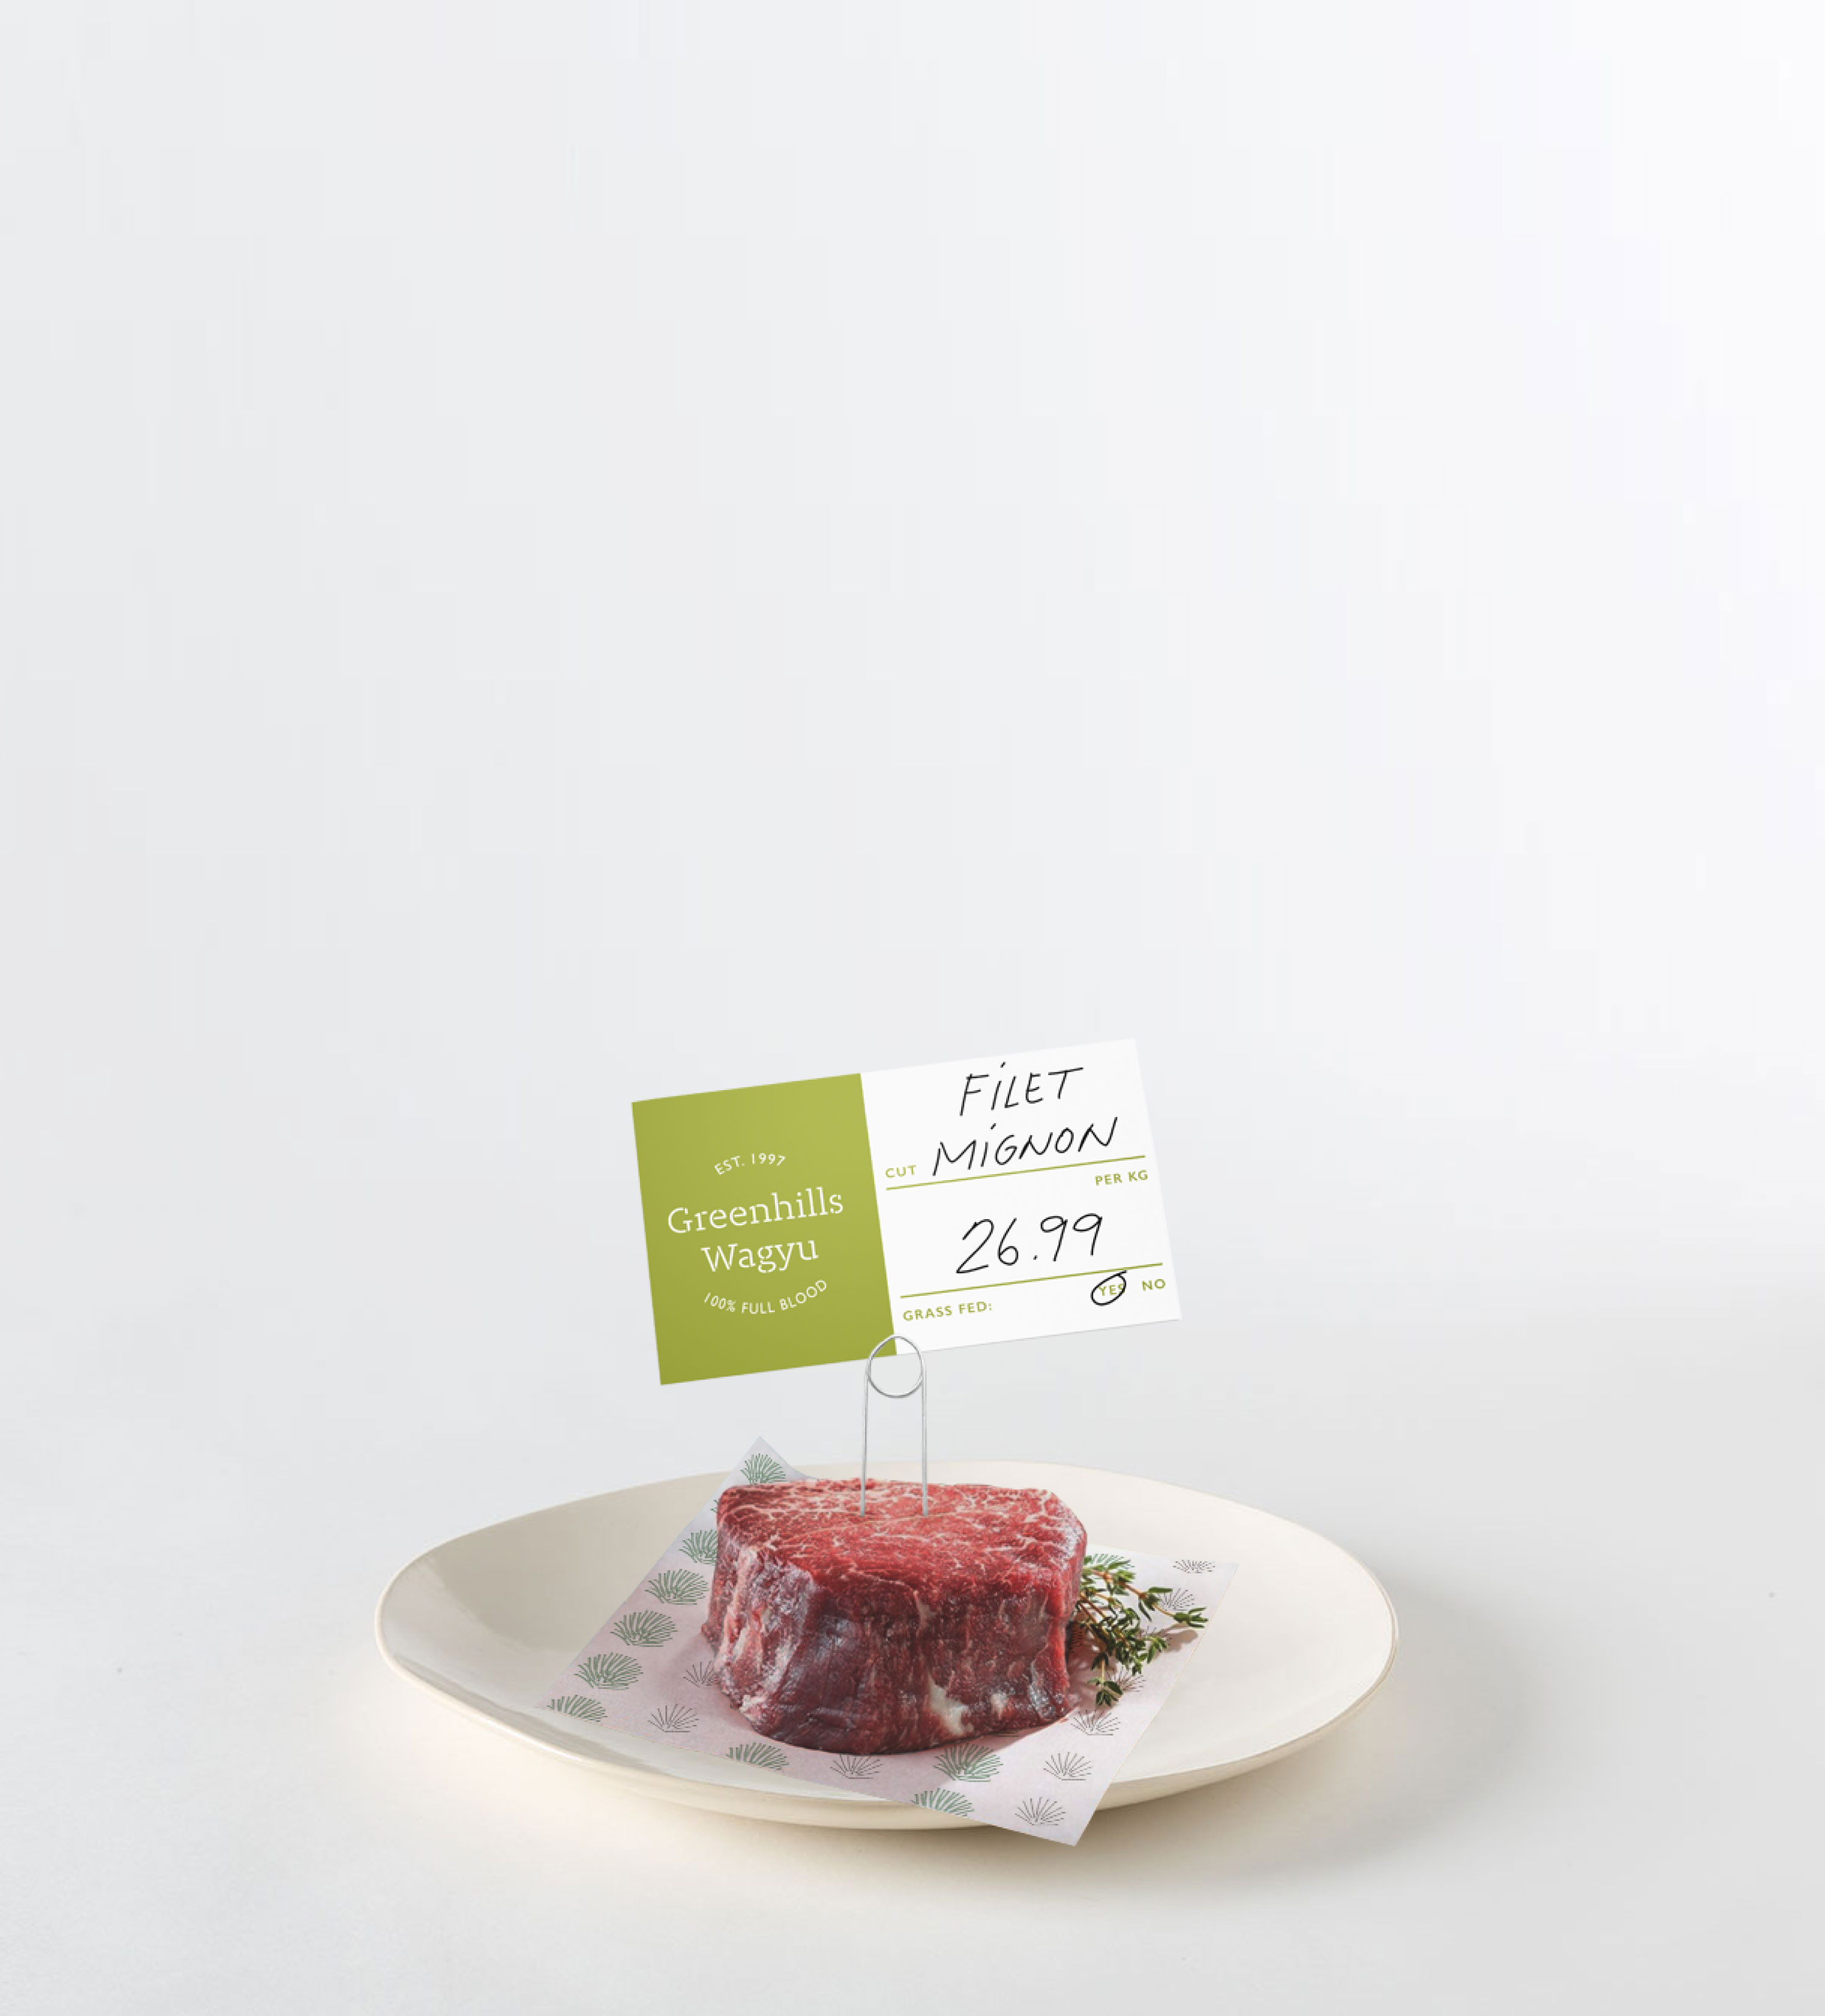 EST. 1997
Greenhills
Wagyu
100% FULL BLOOD
FiLET
CUT MiGNON
PER KG
26.99
GRASS FED: YES NO